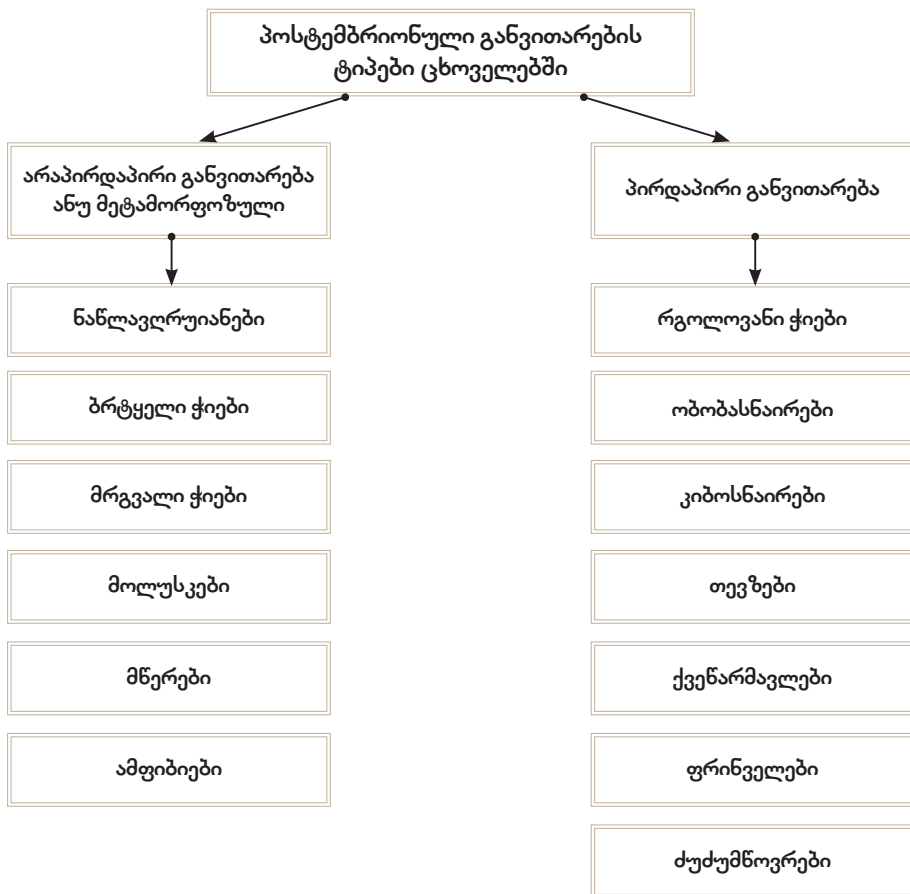 პოსტემბრიონული განვითარების
ტიპები ცხოველებში
არაპირდაპირი განვითარება
ანუ მეტამორფოზული
ნაწლავღრუიანები
ბრტყელი ჭიები
მრგვალი ჭიები
მოლუსკები
მწერები
ამფიბიები
პირდაპირი განვითარება
რგოლოვანი ჭიები
ობობასნაირები
კიბოსნაირები
თევზები
ქვეწარმავლები
ფრინველები
ძუძუმწოვრები